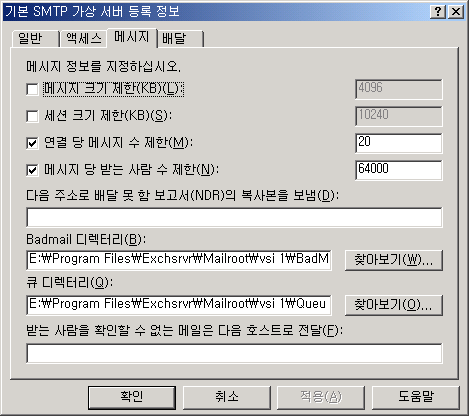 기본 SMTP 가상 서버 등록 정보
일반 액세스 메시지 배달
메시지 정보를 지정하십시오.
메시지 크기 제한(KB)(L): 4096
세션 크기 제한(KB)(S): 10240
연결 당 메시지 수 제한(M): 20
메시지 당 받는 사람 수 제한(N): 64000
다음 주소로 배달 못 함 보고서(NDR)의 복사본을 보냄(D):
Badmail 디렉터리(B):
E:₩Program Files₩Exchsrvr₩Mailroot₩vsi 1₩BadM 찾아보기(W)...
큐 디렉터리(Q):
E:₩Program Files₩Exchsrvr₩Mailroot₩vsi 1₩Queu 찾아보기(O)...
받는 사람을 확인할 수 없는 메일은 다음 호스트로 전달(F):
확인 취소 적용(A) 도움말